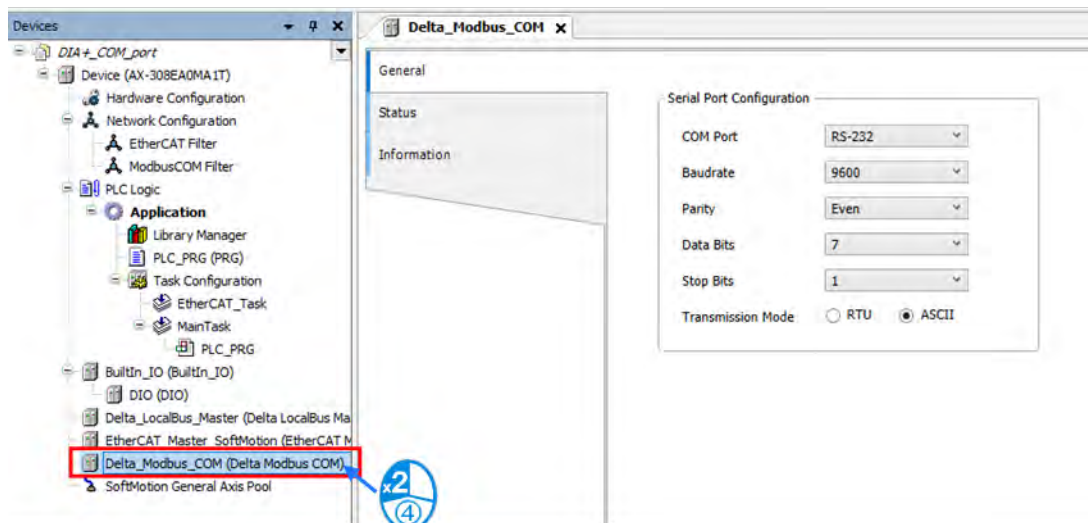 Devices
DIA+_COM_port
Device (AX-308EA0MA1T)
Hardware Configuration
Network Configuration
EtherCAT Filter
ModbusCOM Filter
PLC Logic
Application
Library Manager
PLC_PRG (PRG)
Task Configuration
EtherCAT_Task
MainTask
PLC_PRG
BuiltIn_IO (BuiltIn_IO)
DIO (DIO)
Delta_LocalBus_Master (Delta LocalBus Ma
EtherCAT_Master_SoftMotion (EtherCAT M
Delta_Modbus_COM (Delta Modbus COM)
SoftMotion General Axis Pool
x2
④
Delta_Modbus_COM
General
Status
Information
Serial Port Configuration
COM Port RS-232
Baudrate 9600
Parity Even
Data Bits 7
Stop Bits 1
Transmission Mode RTU ASCII